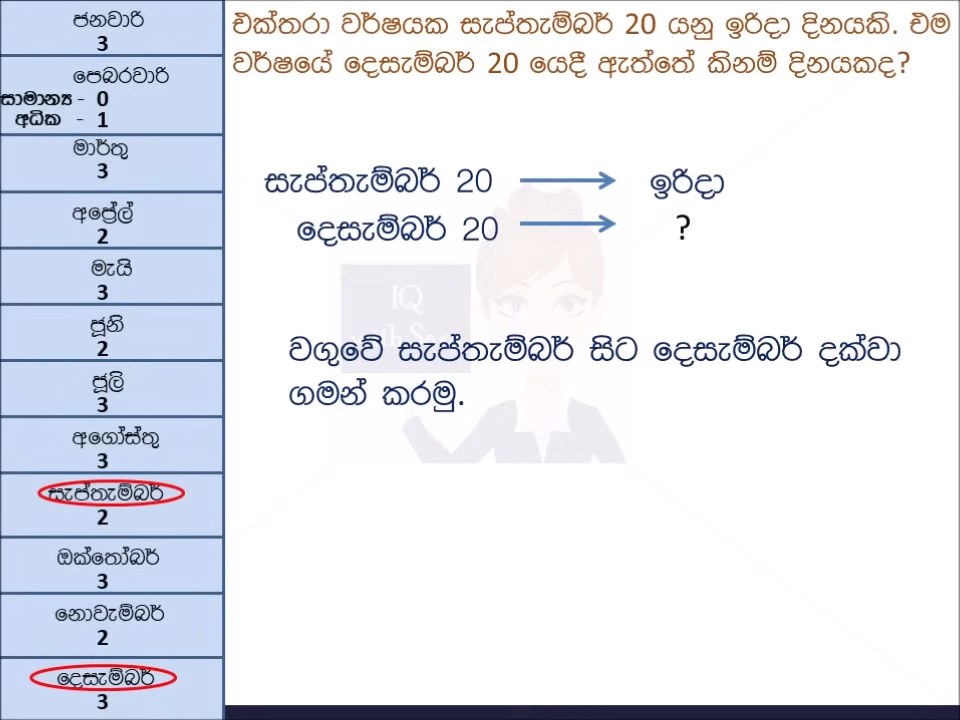 ජනවාරි
3
පෙබරවාරි
සාමාන්‍ය - 0
අධික - 1
මාර්තු
3
අප්‍රේල්
2
මැයි
3
ජූනි
2
ජූලි
3
අගෝස්තු
3
සැප්තැම්බර්
2
ඔක්තෝබර්
3
නොවැම්බර්
2
දෙසැම්බර්
3
එක්තරා වර්ෂයක සැප්තැම්බර් 20 යනු ඉරිදා දිනයකි. එම
වර්ෂයේ දෙසැම්බර් 20 යෙදී ඇත්තේ කිනම් දිනයකද?
සැප්තැම්බර් 20 → ඉරිදා
දෙසැම්බර් 20 → ?
IQ
වගුවේ සැප්තැම්බර් සිට දෙසැම්බර් දක්වා
ගමන් කරමු.